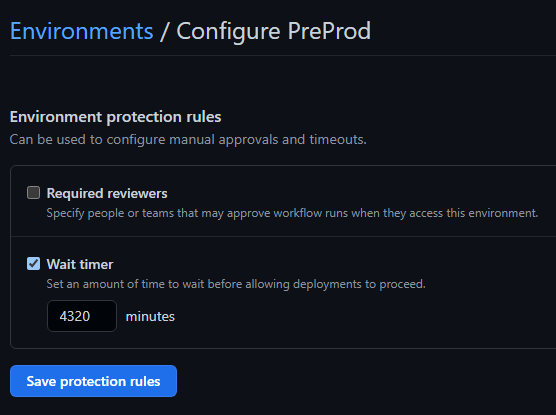 Environments / Configure PreProd
Environment protection rules
Can be used to configure manual approvals and timeouts.
Required reviewers
Specify people or teams that may approve workflow runs when they access this environment.
Wait timer
Set an amount of time to wait before allowing deployments to proceed.
4320 minutes
Save protection rules